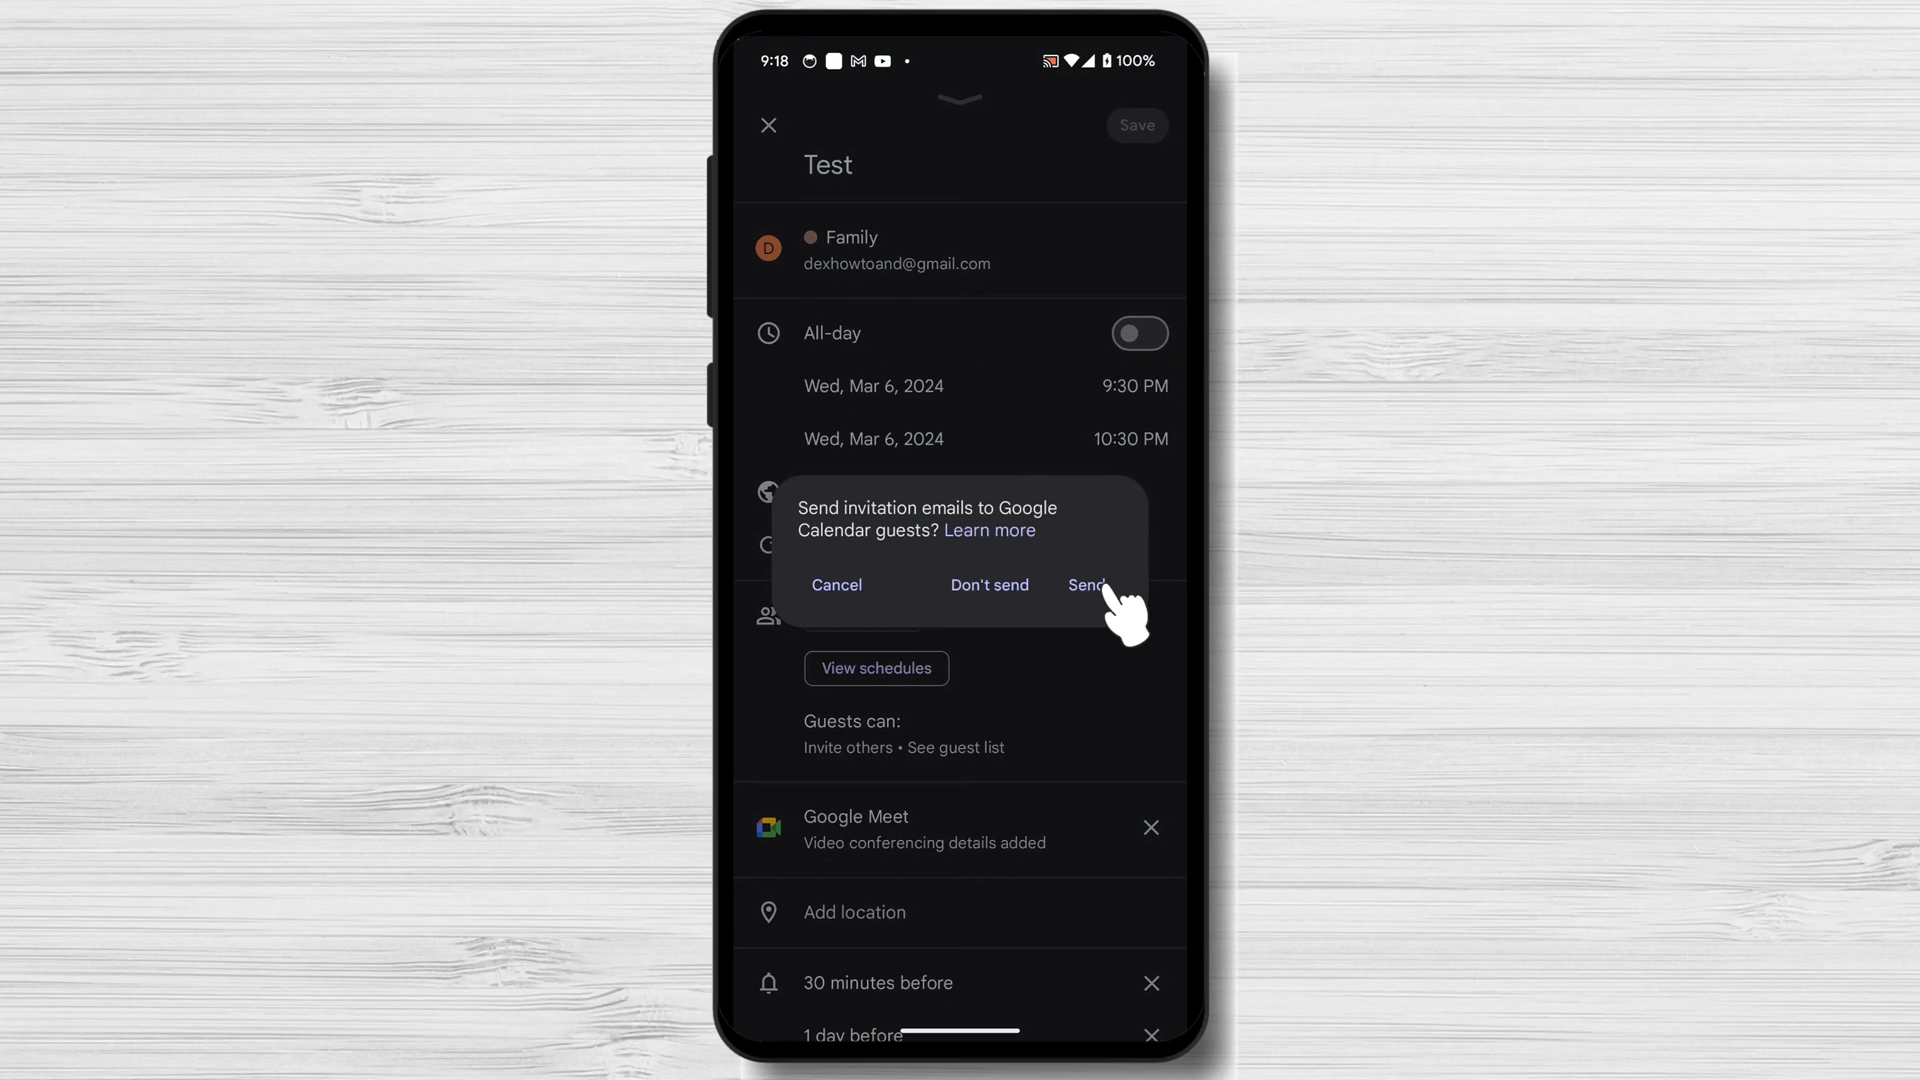 9:18 100%
Save
Test
D
Family
dexhowtoand@gmail.com
All-day
Wed, Mar 6, 2024 9:30 PM
Wed, Mar 6, 2024 10:30 PM
Send invitation emails to Google
Calendar guests? Learn more
Cancel Don't send Send
View schedules
Guests can:
Invite others • See guest list
Google Meet
Video conferencing details added
Add location
30 minutes before
1 day before